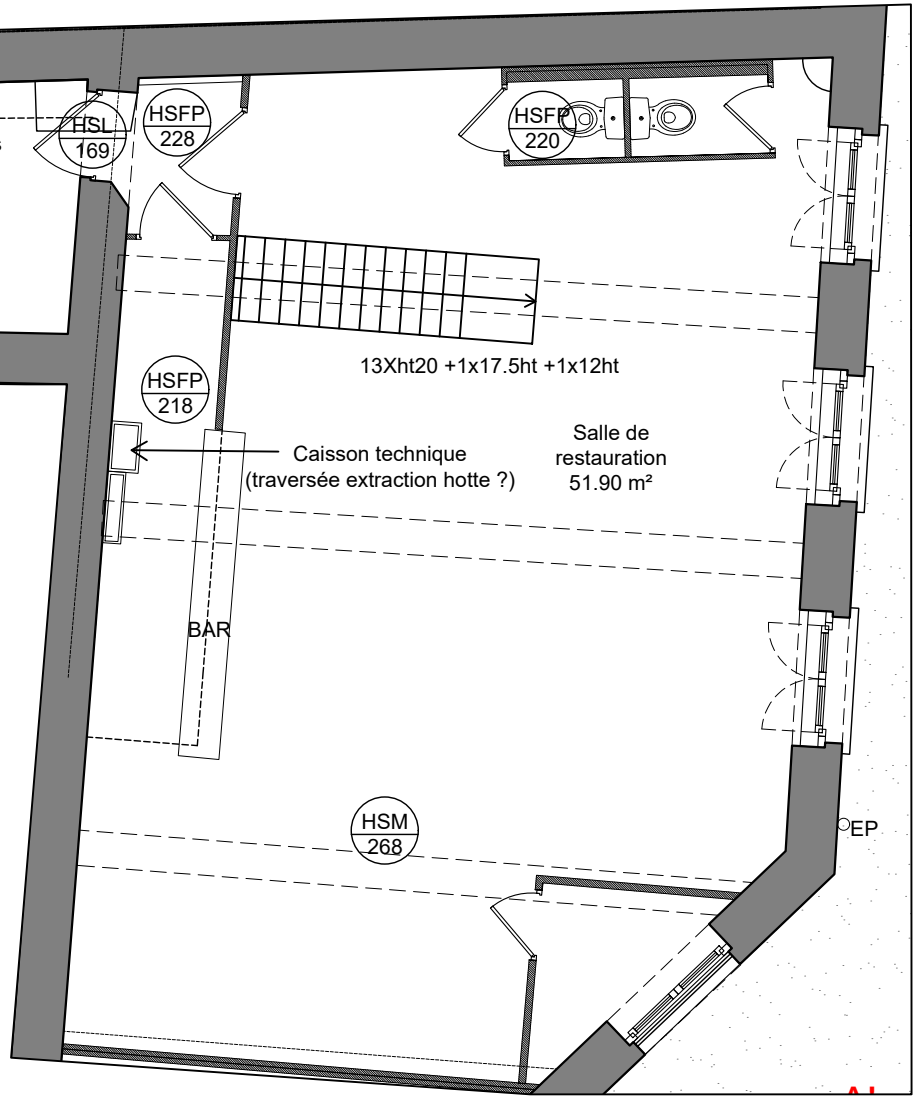 HSL
169
HSFP
228
HSFP
220
13Xht20 +1x17.5ht +1x12ht
HSFP
218
Caisson technique
(traversée extraction hotte ?)
Salle de
restauration
51.90 m²
BAR
HSM
268
EP